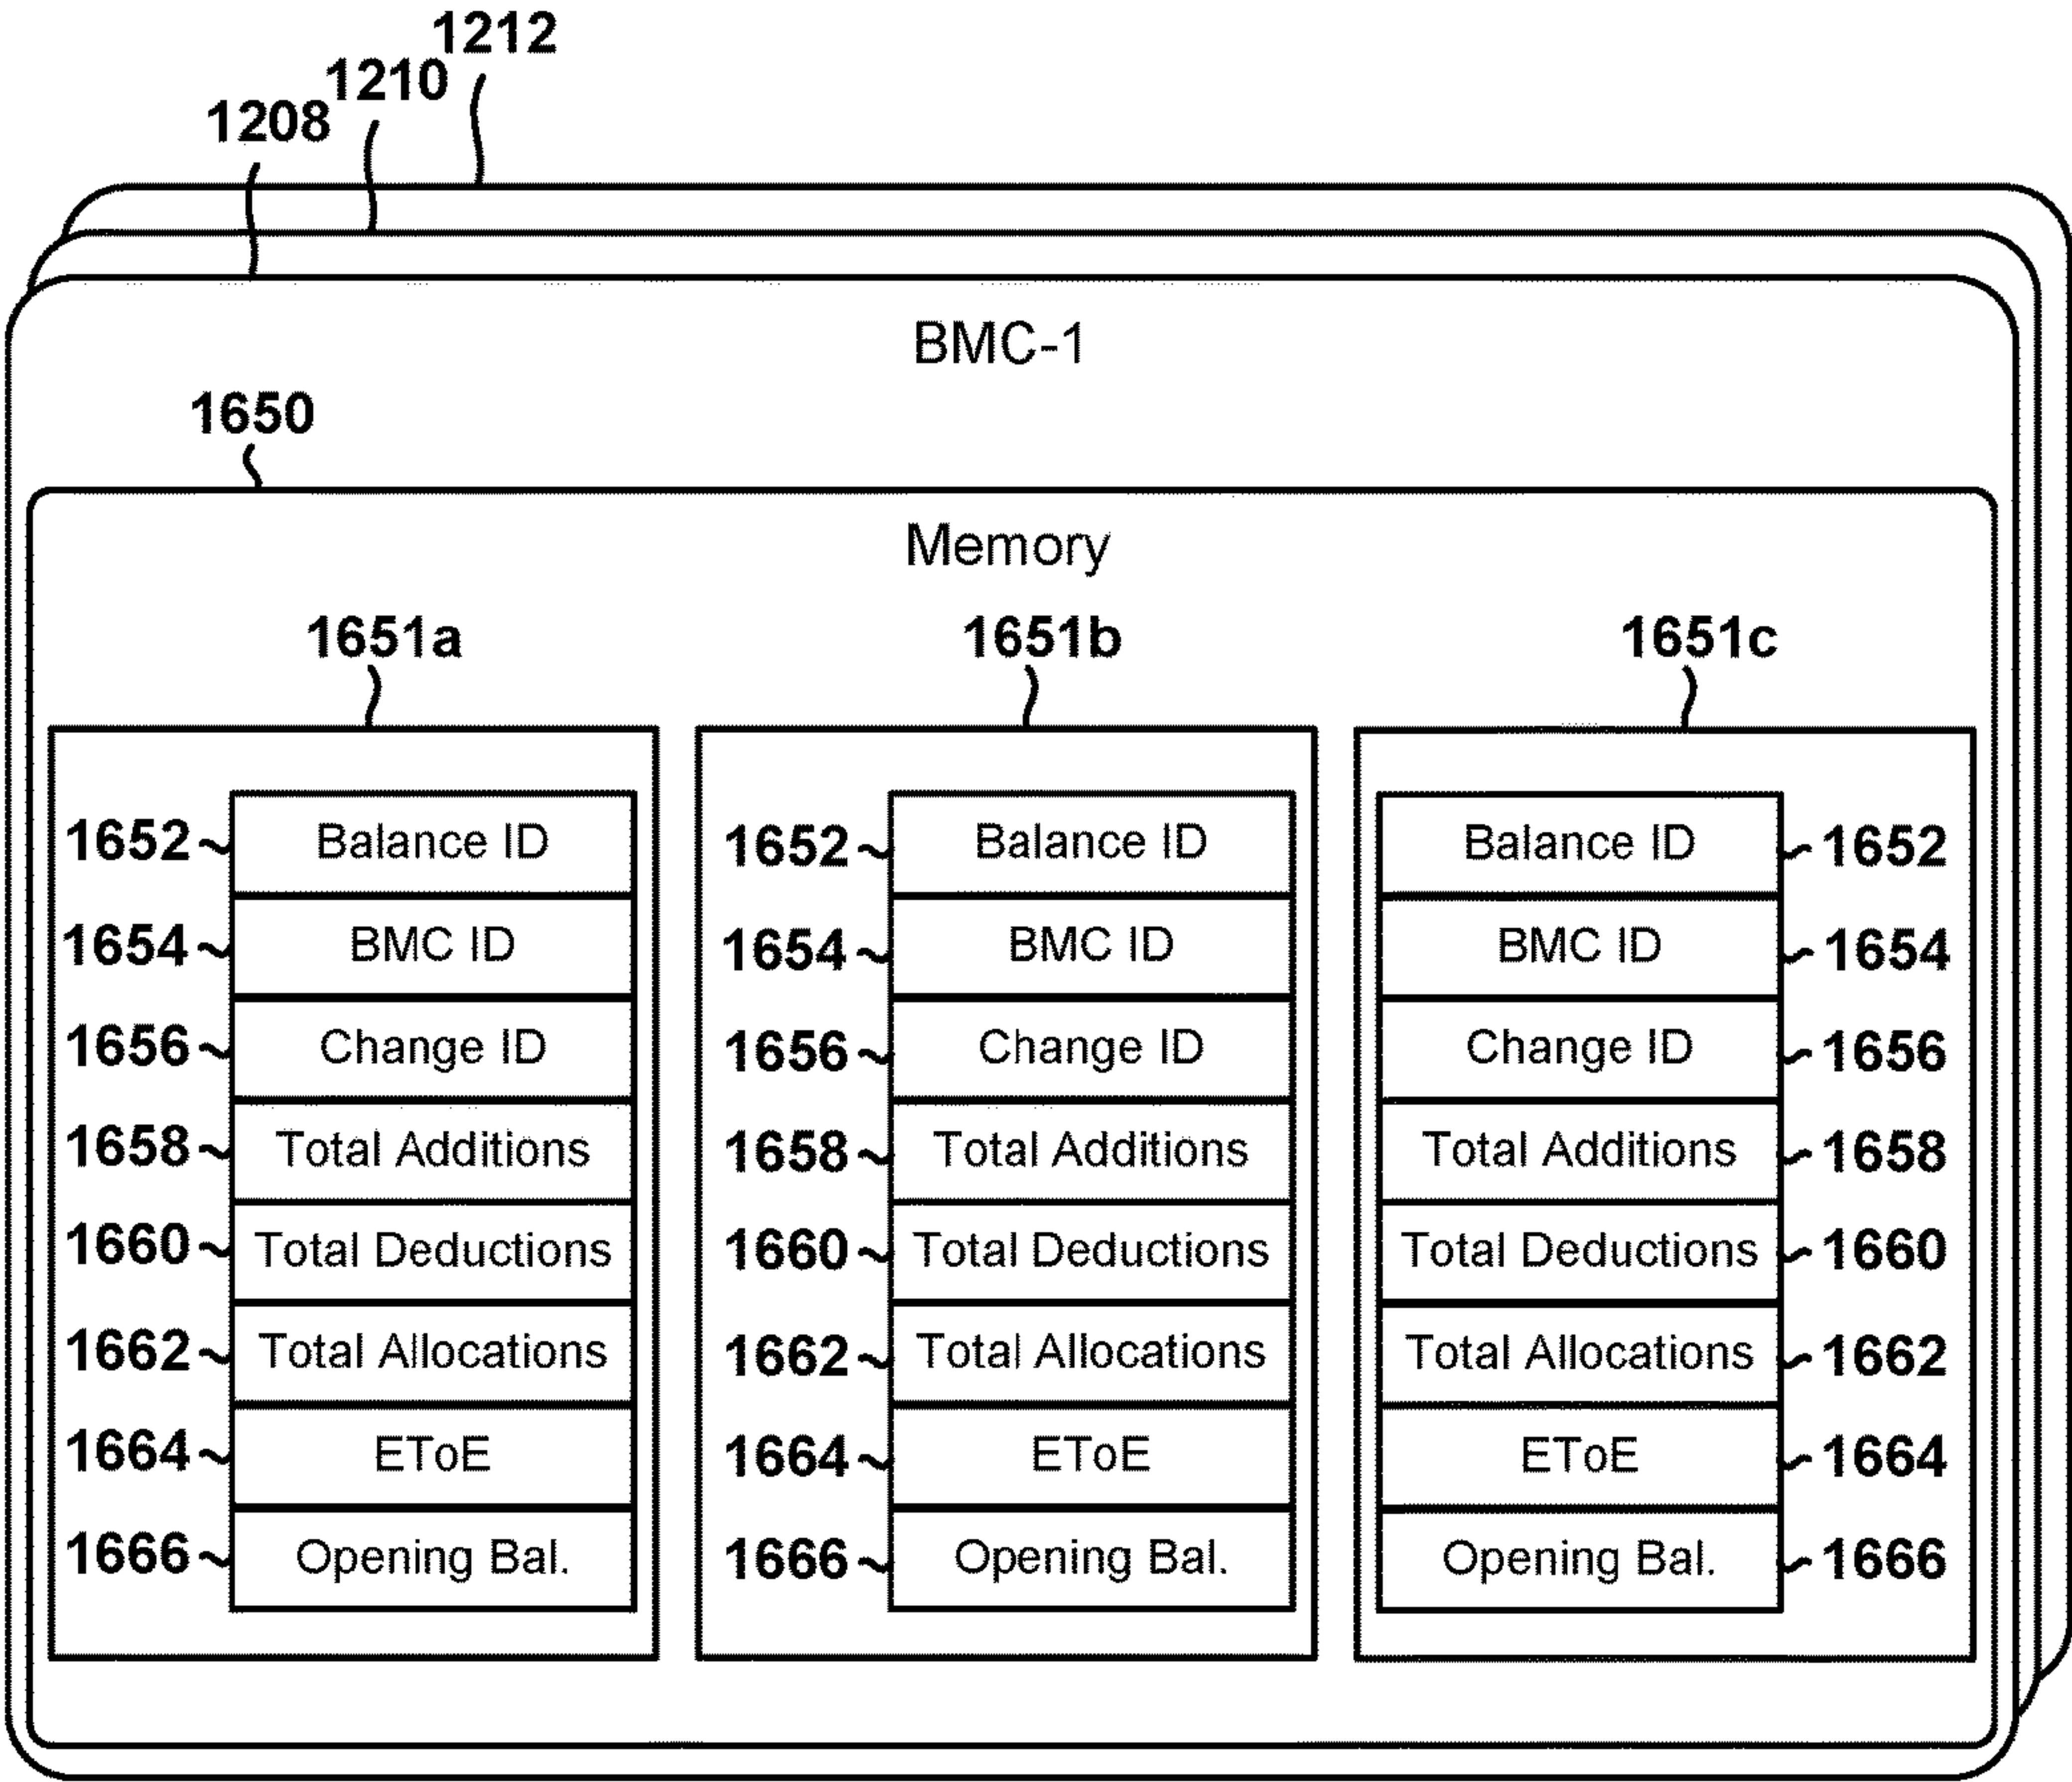 1212
1210
1208
BMC-1
1650
Memory
1651a 1651b 1651c
1652 Balance ID 1652 Balance ID Balance ID 1652
1654 BMC ID 1654 BMC ID BMC ID 1654
1656 Change ID 1656 Change ID Change ID 1656
1658 Total Additions 1658 Total Additions Total Additions 1658
1660 Total Deductions 1660 Total Deductions Total Deductions 1660
1662 Total Allocations 1662 Total Allocations Total Allocations 1662
1664 EToE 1664 EToE EToE 1664
1666 Opening Bal. 1666 Opening Bal. Opening Bal. 1666